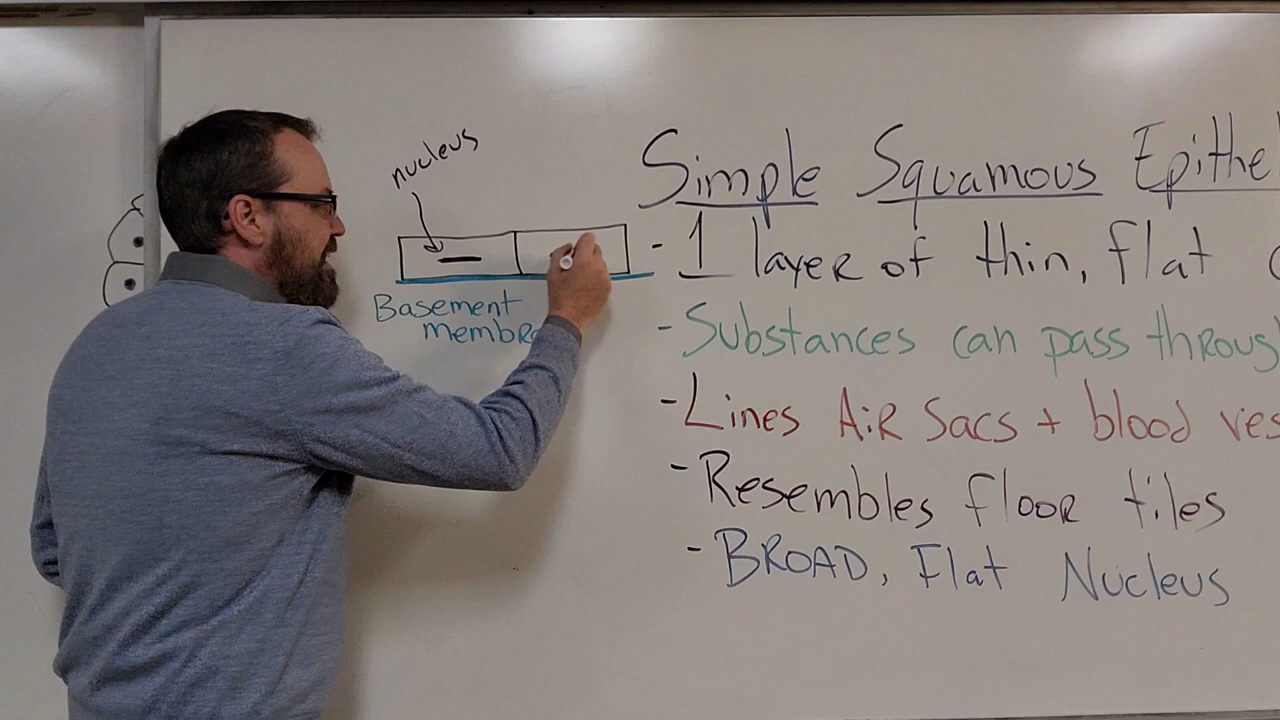 nucleus
Basement
Simple Squamous
- 1 layer of thin, flat
- Substances can pass
- Lines AiR Sacs + blood
- Resembles floor tiles
- BROAD, Flat Nucleus